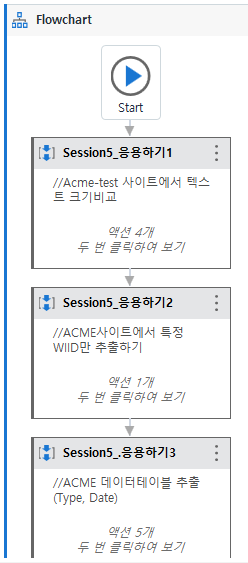 Flowchart
Start
Session5_응용하기1
//Acme-test 사이트에서 텍스
트 크기비교
액션 4개
두 번 클릭하여 보기
Session5_응용하기2
//ACME사이트에서 특정
WIID만 추출하기
액션 1개
두 번 클릭하여 보기
Session5_.응용하기3
//ACME 데이터테이블 추출
(Type, Date)
액션 5개
두 번 클릭하여 보기